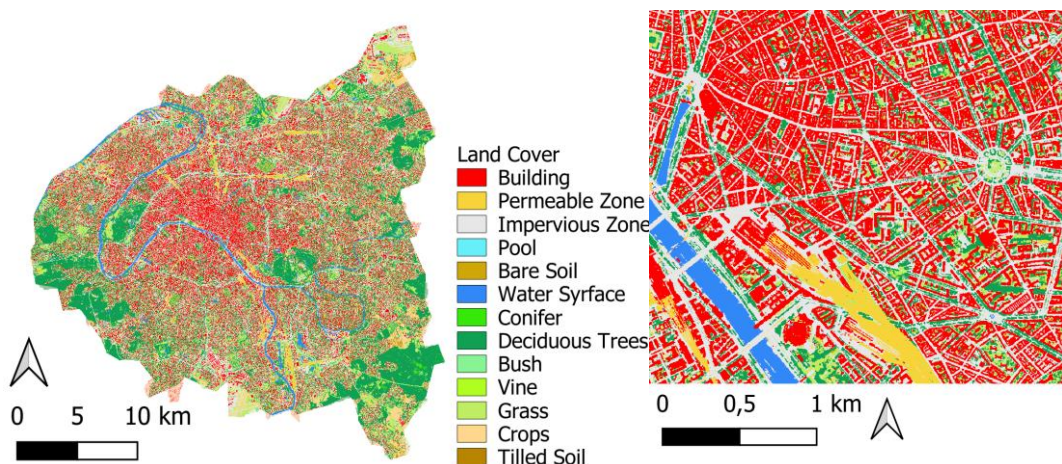 Land Cover
Building
Permeable Zone
Impervious Zone
Pool
Bare Soil
Water Syrface
Conifer
Deciduous Trees
Bush
Vine
Grass
Crops
Tilled Soil
0 5 10 km
0 0,5 1 km